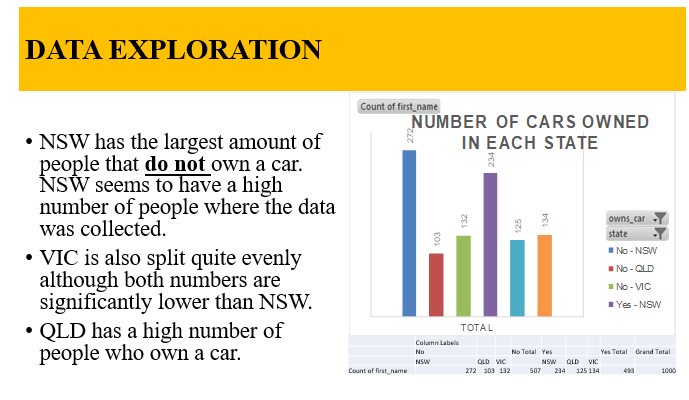 DATA EXPLORATION
• NSW has the largest amount of
people that do not own a car.
NSW seems to have a high
number of people where the data
was collected.
• VIC is also split quite evenly
although both numbers are
significantly lower than NSW.
• QLD has a high number of
people who own a car.
Count of first_name
NUMBER OF CARS OWNED
IN EACH STATE
272
103
132
234
125
134
TOTAL
owns_car
state
No - NSW
No - QLD
No - VIC
Yes - NSW
Column Labels
No No Total Yes Yes Total Grand Total
NSW QLD VIC NSW QLD VIC
Count of first_name 272 103 132 507 234 125 134 493 1000